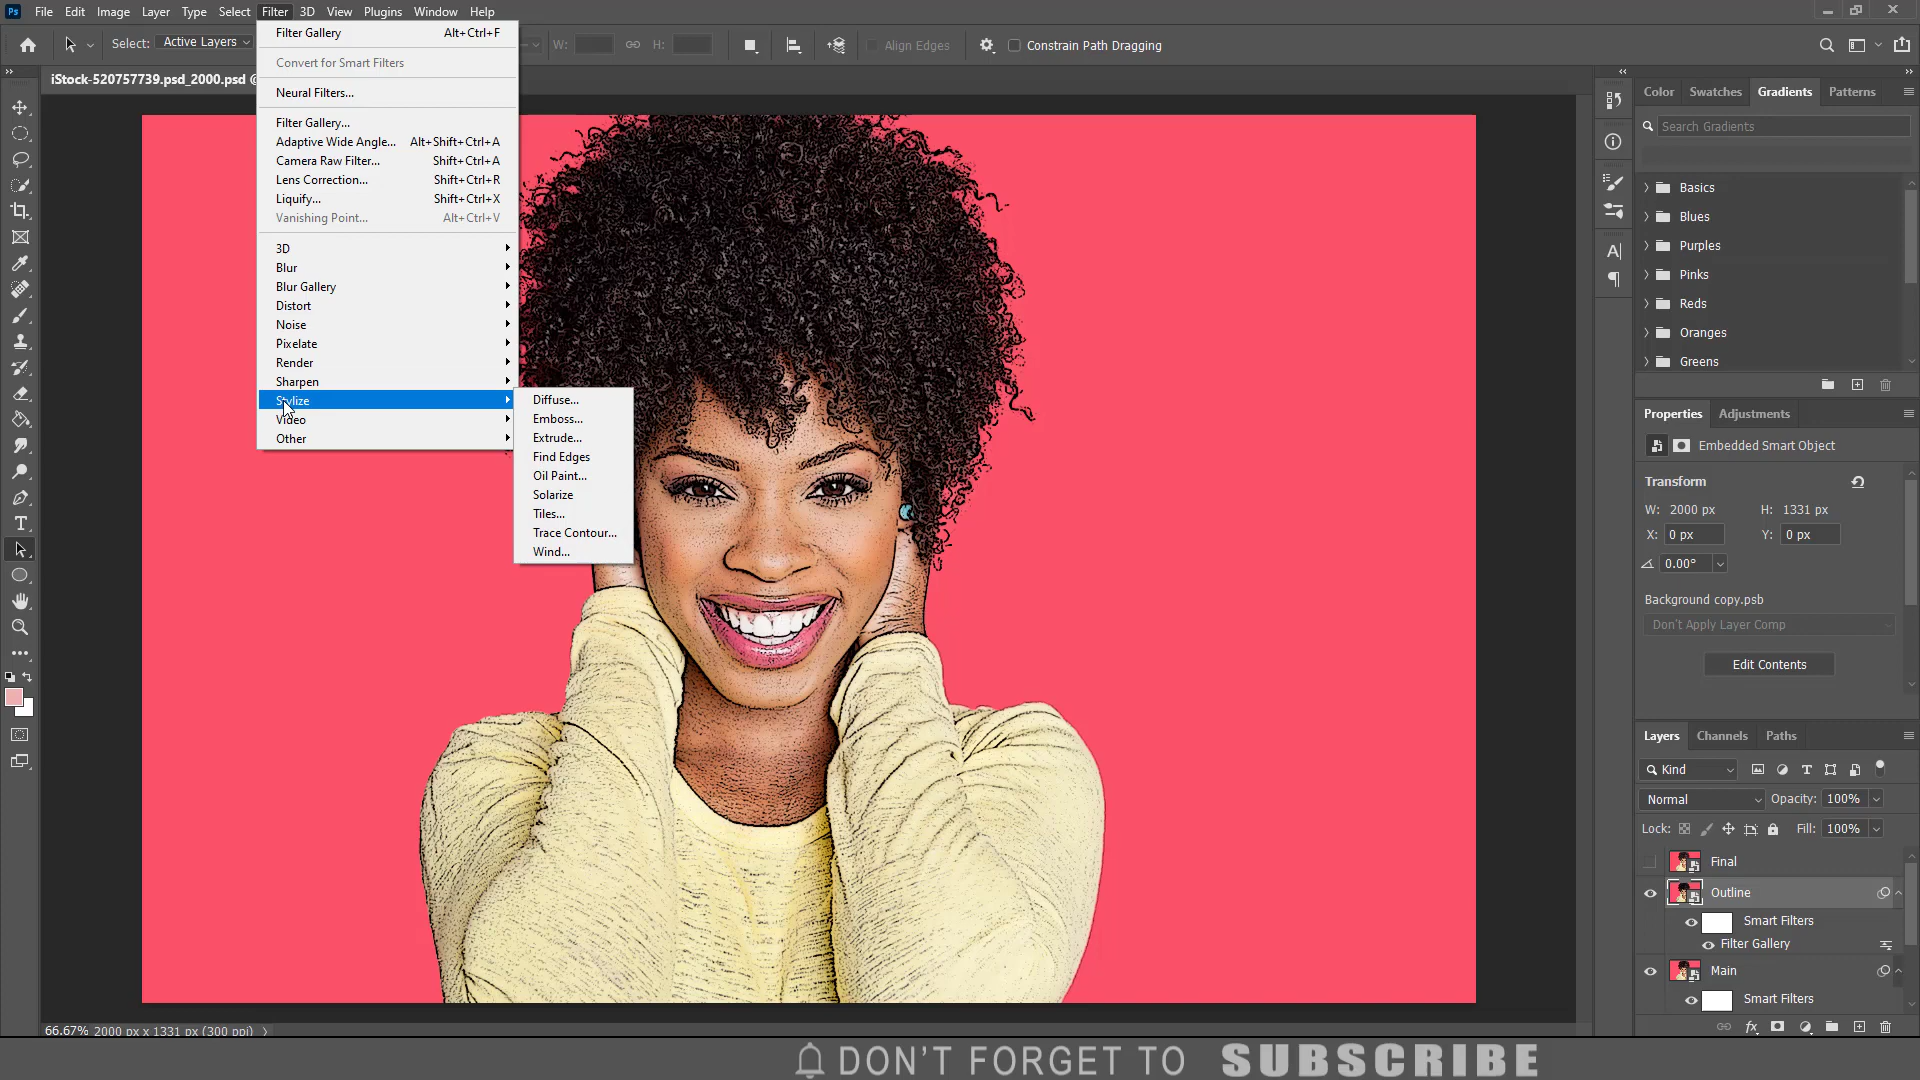 Ps File Edit Image Layer Type Select Filter 3D View Plugins Window Help
Select: Active Layers W: H: Align Edges Constrain Path Dragging
iStock-520757739.psd_2000.psd @
Filter Gallery Alt+Ctrl+F
Convert for Smart Filters
Neural Filters...
Filter Gallery...
Adaptive Wide Angle... Alt+Shift+Ctrl+A
Camera Raw Filter... Shift+Ctrl+A
Lens Correction... Shift+Ctrl+R
Liquify... Shift+Ctrl+X
Vanishing Point... Alt+Ctrl+V
3D
Blur
Blur Gallery
Distort
Noise
Pixelate
Render
Sharpen
Stylize
Video
Other
Diffuse...
Emboss...
Extrude...
Find Edges
Oil Paint...
Solarize
Tiles...
Trace Contour...
Wind...
Color Swatches Gradients Patterns
Search Gradients
Basics
Blues
Purples
Pinks
Reds
Oranges
Greens
Properties Adjustments
Embedded Smart Object
Transform
W: 2000 px H: 1331 px
X: 0 px Y: 0 px
0.00°
Background copy.psb
Don't Apply Layer Comp
Edit Contents
Layers Channels Paths
Kind
Normal Opacity: 100%
Lock: Fill: 100%
Final
Outline
Smart Filters
Filter Gallery
Main
Smart Filters
66.67% 2000 px x 1331 px (300 ppi)
DON'T FORGET TO SUBSCRIBE